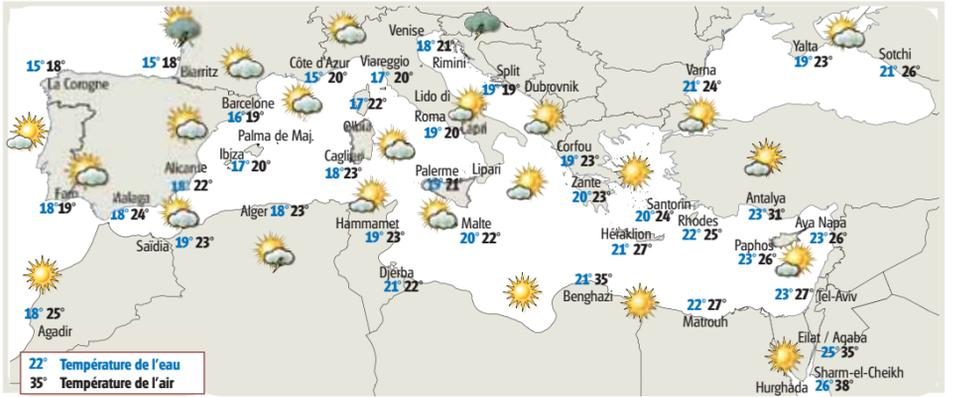 Venise
18° 21°
Rimini
15° 18°
La Corogne
15° 18°
Biarritz
Côte d'Azur
15° 20°
Viareggio
17° 20°
Split
19° 19°
Dubrovnik
Varna
21° 24°
Yalta
19° 23°
Sotchi
21° 26°
Barcelone
16° 19°
17° 22°
Olbia
Lido di
Roma
19° 20°
Capri
Palma de Maj.
Ibiza
17° 20°
Cagliari
18° 23°
Palerme
19° 21°
Lipari
Corfou
19° 23°
Zante
20° 23°
Alicante
18° 22°
Faro
18° 19°
Malaga
18° 24°
Saïdia
19° 23°
Alger 18° 23°
Hammamet
19° 23°
Malte
20° 22°
Santorin
20° 24°
Héraklion
21° 27°
Rhodes
22° 25°
Antalya
23° 31°
Aya Napa
23° 26°
Paphos
23° 26°
Djerba
21° 22°
21° 35°
Benghazi
22° 27°
Matrouh
23° 27°
Tel-Aviv
18° 25°
Agadir
Eilat / Aqaba
25° 35°
Sharm-el-Cheikh
26° 38°
Hurghada
22° Température de l'eau
35° Température de l'air